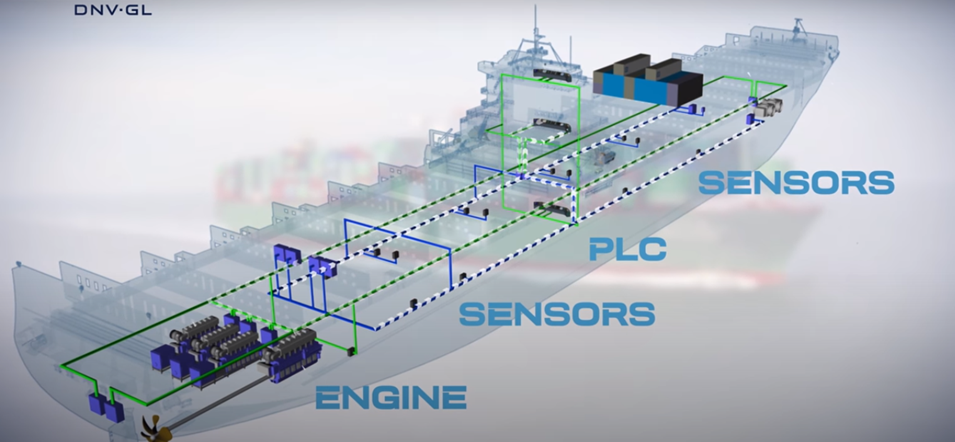 DNV·GL
SENSORS
PLC
SENSORS
ENGINE